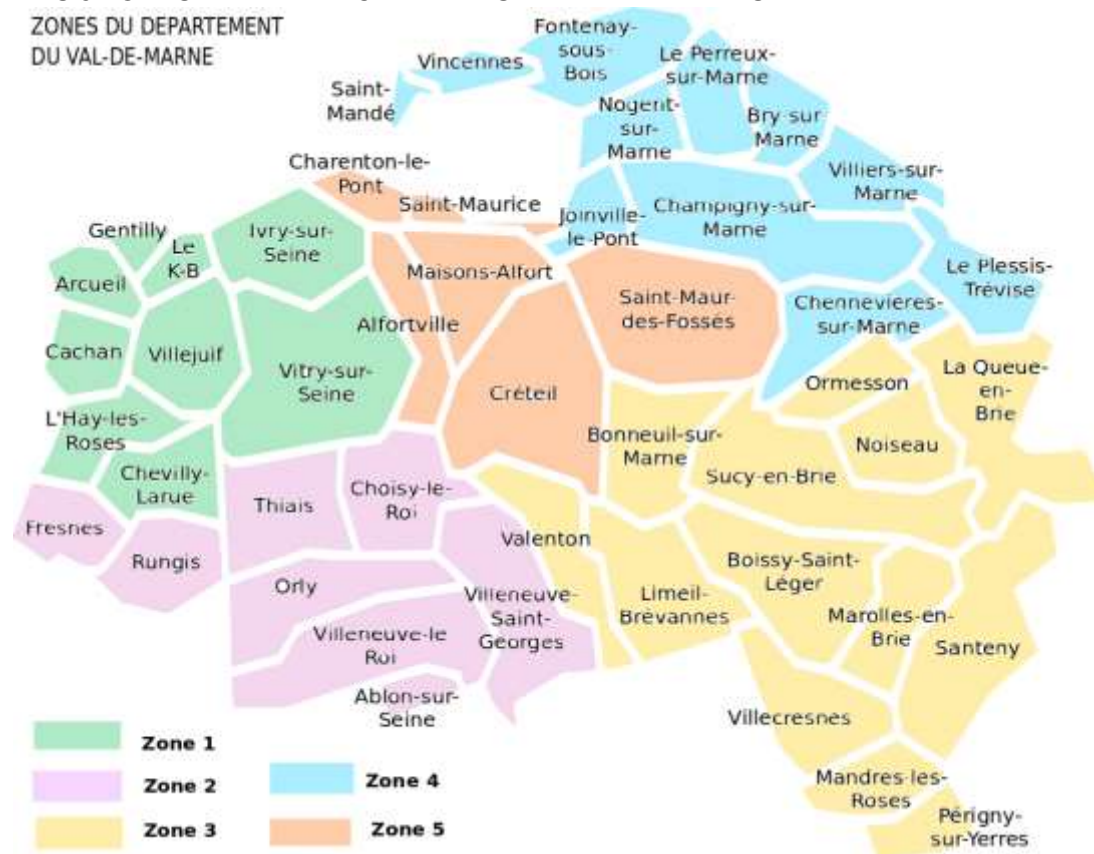 ZONES DU DEPARTEMENT
DU VAL-DE-MARNE
Fontenay-
sous-
Bois
Vincennes
Le Perreux-
sur-Marne
Saint-
Mandé
Nogent-
sur-
Marne
Bry-sur
Marne
Villiers-sur-
Marne
Charenton-le-
Pont
Saint-Maurice
Joinville-
le-Pont
Champigny-sur-
Marne
Gentilly
Le
K-B
Ivry-sur-
Seine
Arcueil
Maisons-Alfort
Le Plessis-
Trévise
Saint-Maur-
des-Fossés
Chennevières-
sur-Marne
Cachan
Villejuif
Alfortville
Vitry-sur-
Seine
Créteil
Ormesson
La Queue-
en-
Brie
L'Hay-les-
Roses
Bonneuil-sur-
Marne
Noiseau
Sucy-en-Brie
Chevilly-
Larue
Thiais
Choisy-le-
Roi
Fresnes
Rungis
Valenton
Boissy-Saint-
Léger
Orly
Villeneuve-
Saint-
Georges
Limeil-
Brévannes
Marolles-en-
Brie
Santeny
Villeneuve-le
Roi
Ablon-sur-
Seine
Villecresnes
Mandres-les-
Roses
Périgny-
sur-Yerres
Zone 1
Zone 2
Zone 3
Zone 4
Zone 5